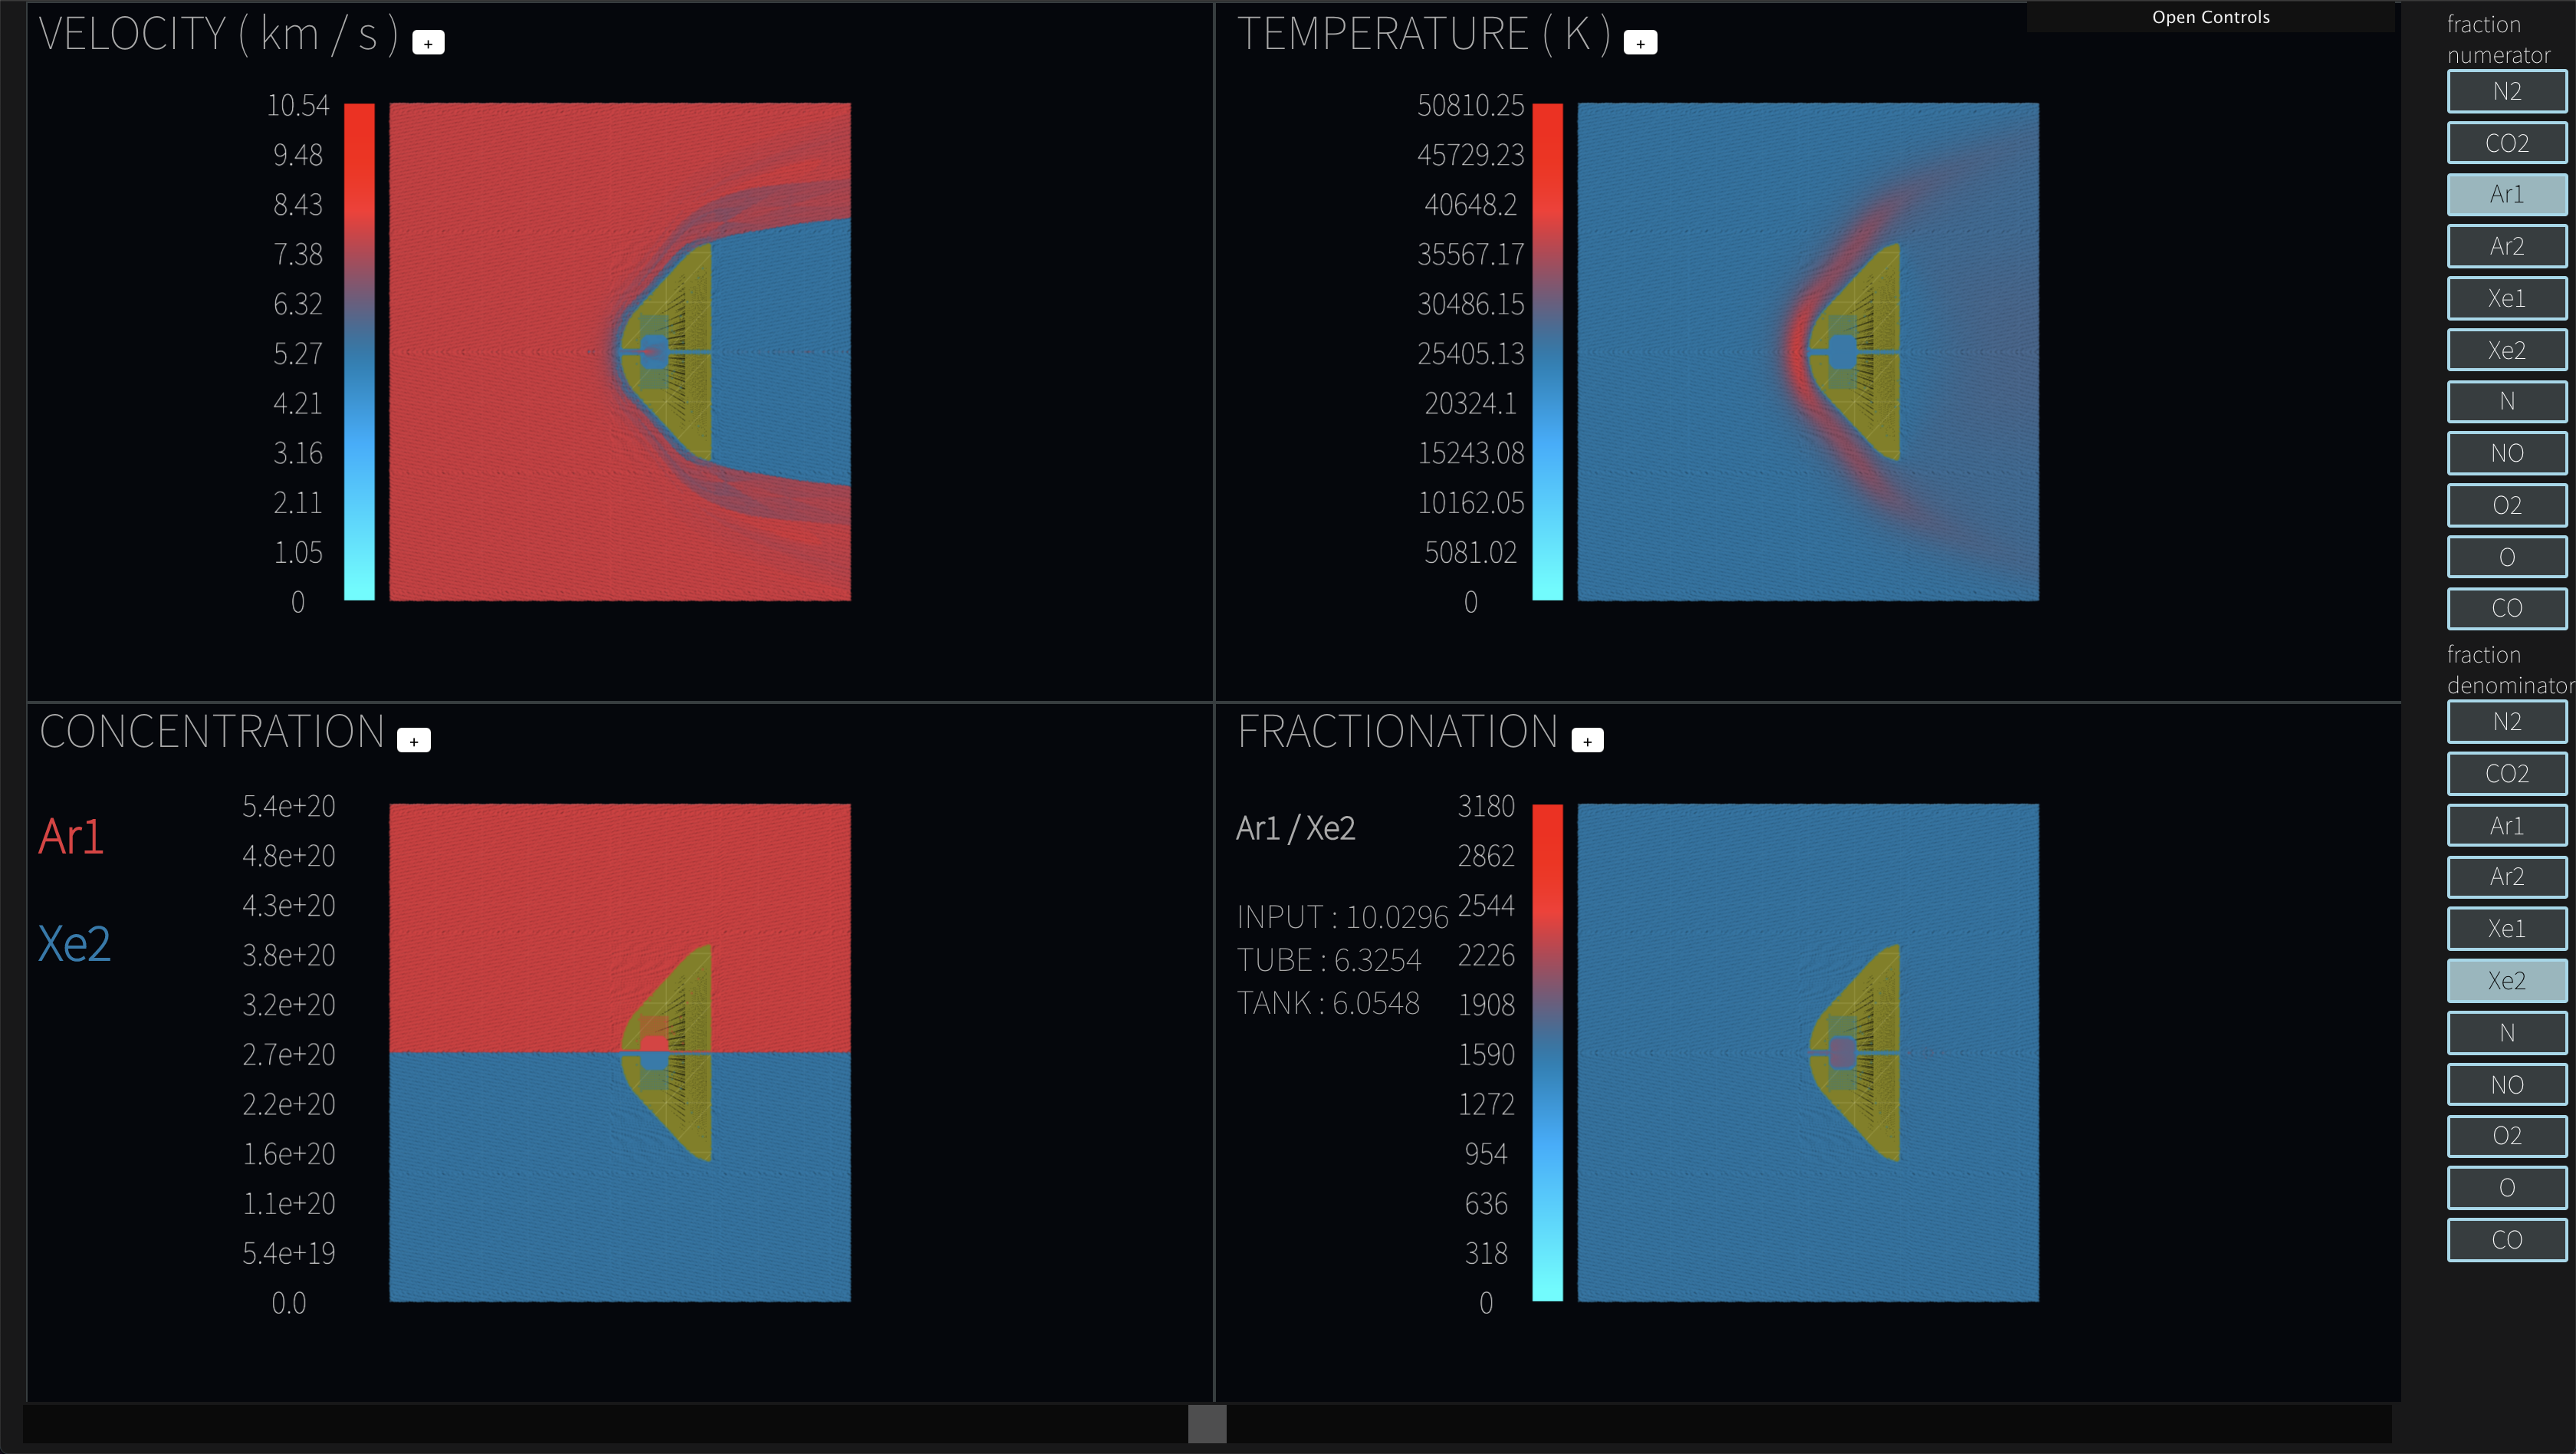 VELOCITY ( km / s ) +
10.54
9.48
8.43
7.38
6.32
5.27
4.21
3.16
2.11
1.05
0
TEMPERATURE ( K ) +
Open Controls
50810.25
45729.23
40648.2
35567.17
30486.15
25405.13
20324.1
15243.08
10162.05
5081.02
0
CONCENTRATION +
Ar1
Xe2
5.4e+20
4.8e+20
4.3e+20
3.8e+20
3.2e+20
2.7e+20
2.2e+20
1.6e+20
1.1e+20
5.4e+19
0.0
FRACTIONATION +
Ar1 / Xe2
INPUT : 10.0296
TUBE : 6.3254
TANK : 6.0548
3180
2862
2544
2226
1908
1590
1272
954
636
318
0
fraction
numerator
N2
CO2
Ar1
Ar2
Xe1
Xe2
N
NO
O2
O
CO
fraction
denominator
N2
CO2
Ar1
Ar2
Xe1
Xe2
N
NO
O2
O
CO